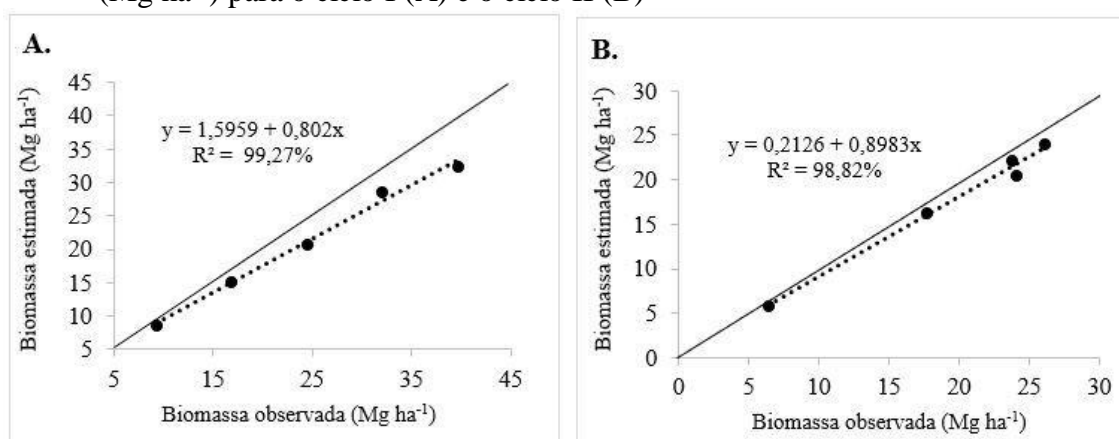 (Mg ha⁻¹) para o ciclo I (A) e o ciclo II (B)
A.
Biomassa estimada (Mg ha⁻¹)
45
40
35
30
25
20
15
10
5
y = 1,5959 + 0,802x
R² = 99,27%
5
15
25
35
45
Biomassa observada (Mg ha⁻¹)
B.
Biomassa estimada (Mg ha⁻¹)
30
25
20
15
10
5
0
y = 0,2126 + 0,8983x
R² = 98,82%
0
5
10
15
20
25
30
Biomassa observada (Mg ha⁻¹)